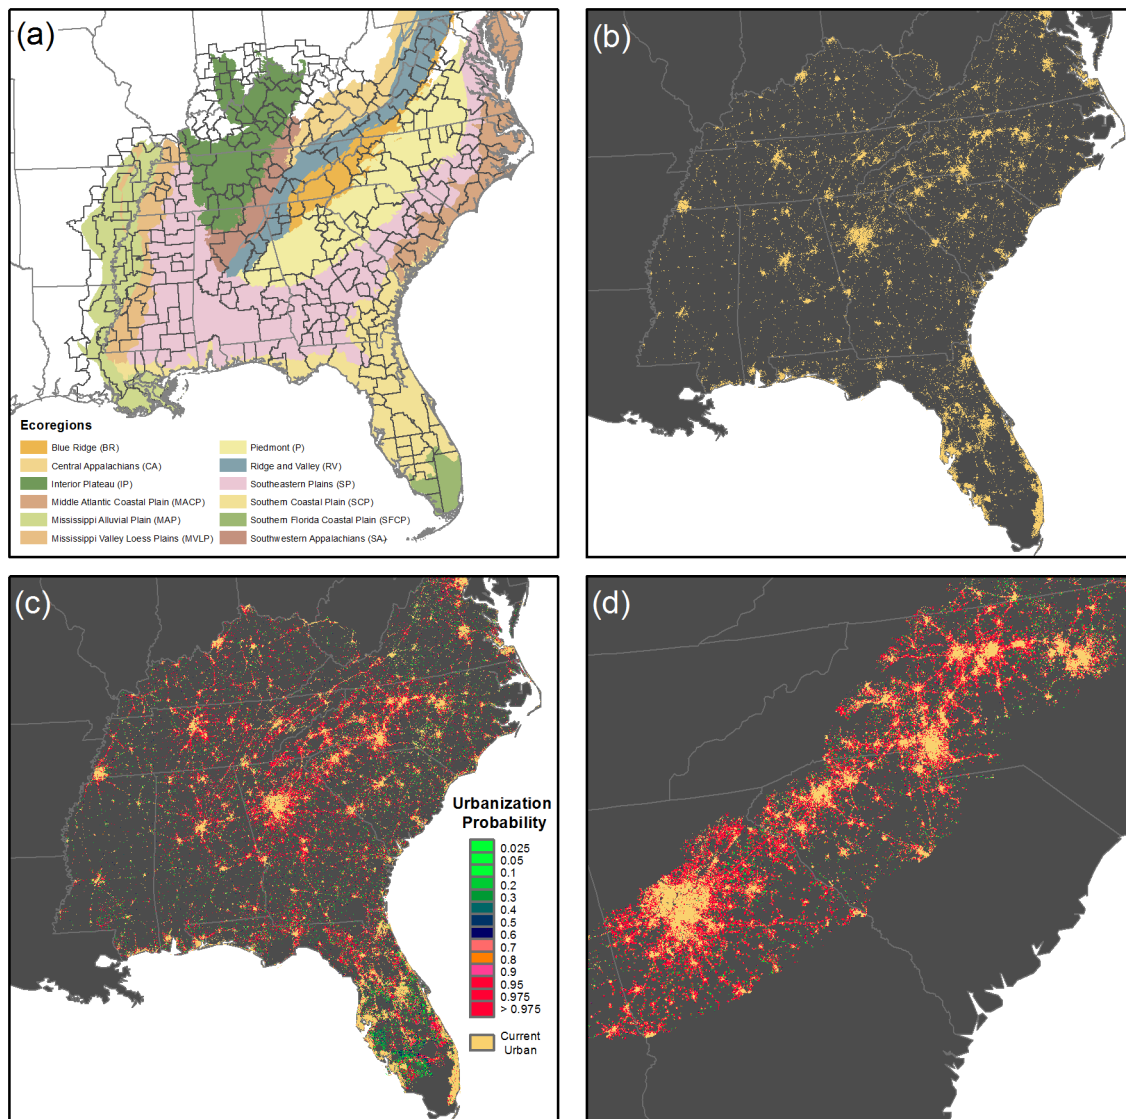 (a)
(b)
Ecoregions
Blue Ridge (BR)
Piedmont (P)
Central Appalachians (CA)
Ridge and Valley (RV)
Interior Plateau (IP)
Southeastern Plains (SP)
Middle Atlantic Coastal Plain (MACP)
Southern Coastal Plain (SCP)
Mississippi Alluvial Plain (MAP)
Southern Florida Coastal Plain (SFCP)
Mississippi Valley Loess Plains (MVLP)
Southwestern Appalachians (SA)
(c)
(d)
Urbanization
Probability
0.025
0.05
0.1
0.2
0.3
0.4
0.5
0.6
0.7
0.8
0.9
0.95
0.975
> 0.975
Current
Urban